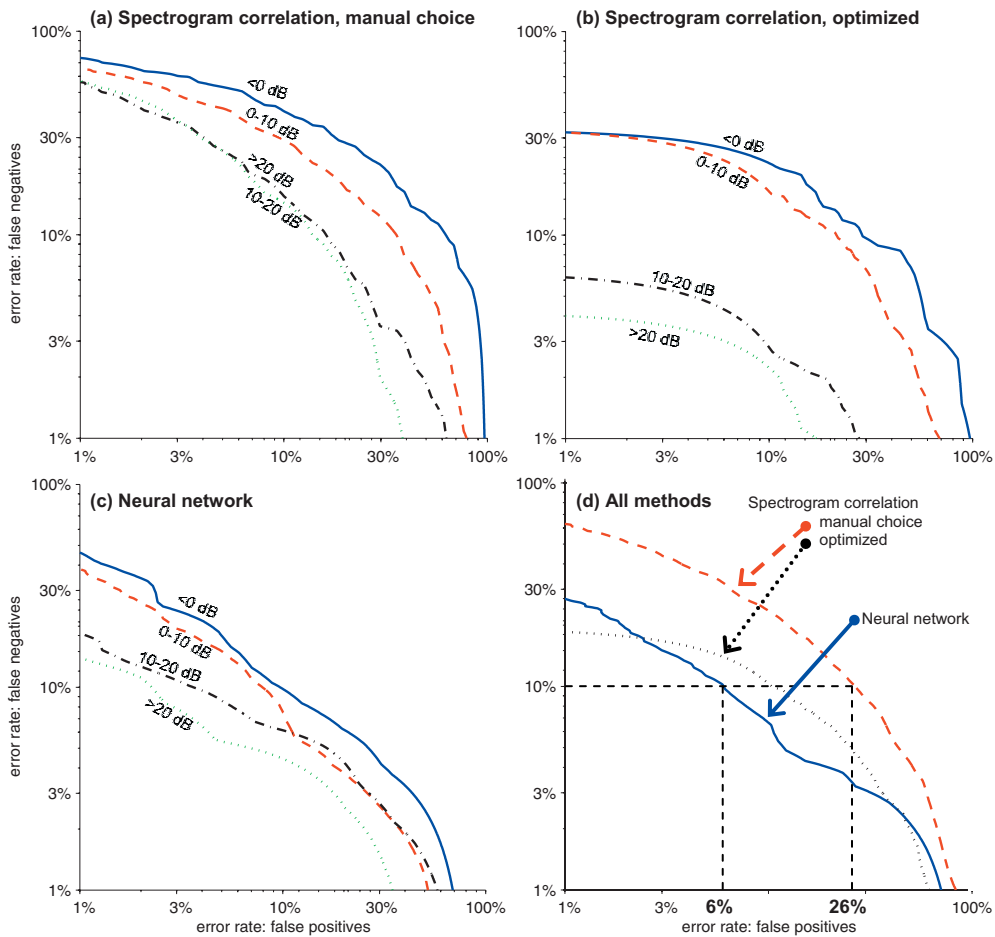 (a) Spectrogram correlation, manual choice
100%
30%
10%
3%
1%
error rate: false negatives
<0 dB
0-10 dB
>20 dB
10-20 dB
1%
3%
10%
30%
100%
(b) Spectrogram correlation, optimized
100%
30%
10%
3%
1%
<0 dB
0-10 dB
10-20 dB
>20 dB
1%
3%
10%
30%
100%
(c) Neural network
100%
30%
10%
3%
1%
error rate: false negatives
<0 dB
0-10 dB
10-20 dB
>20 dB
1%
3%
10%
30%
100%
error rate: false positives
(d) All methods
100%
30%
10%
3%
1%
Spectrogram correlation
manual choice
optimized
Neural network
1%
3%
6%
26%
100%
error rate: false positives